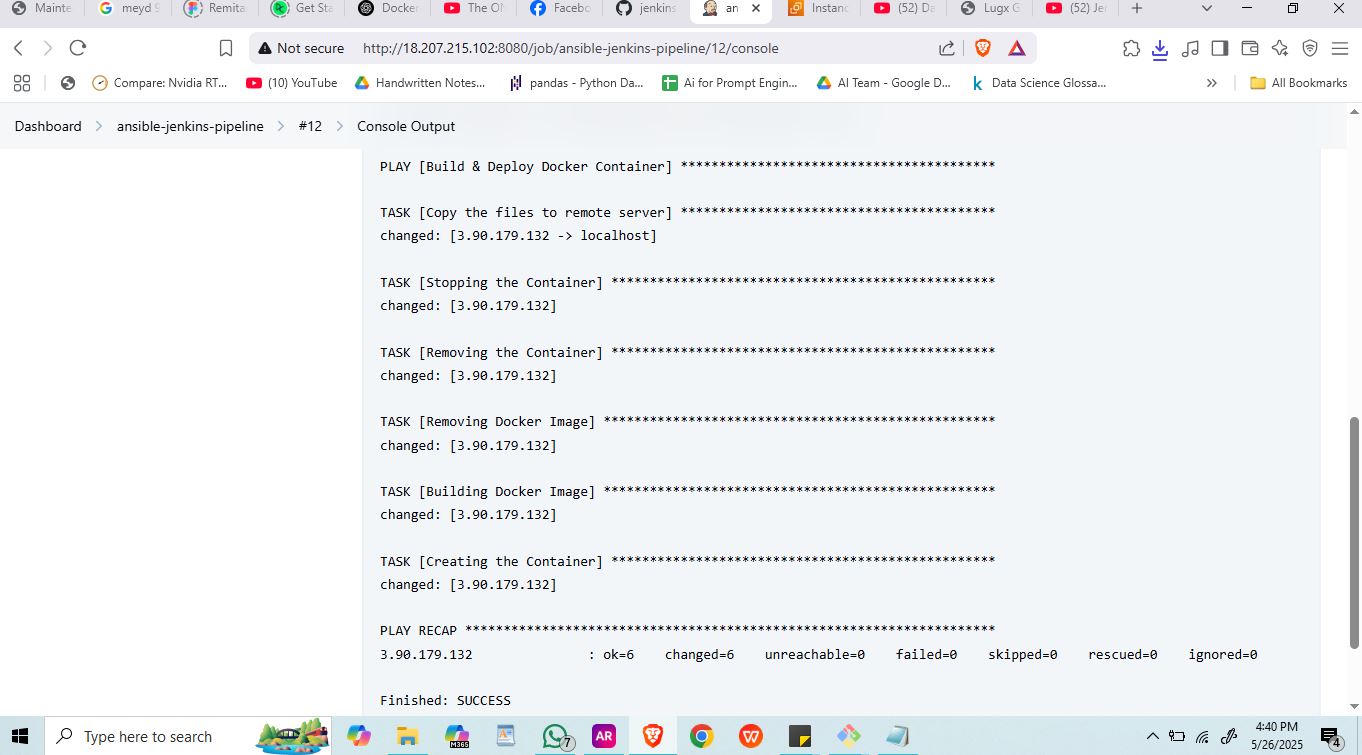 Mainte
meyd
Remita
Get Sta
Docker
The Ol
Facebo
jenkins
an
Instanc
(52) Da
Lugx G
(52) Jer
Not secure http://18.207.215.102:8080/job/ansible-jenkins-pipeline/12/console
Compare: Nvidia RT... (10) YouTube Handwritten Notes... pandas - Python Da... Ai for Prompt Engin... AI Team - Google D... Data Science Glossa... » All Bookmarks
Dashboard > ansible-jenkins-pipeline > #12 > Console Output
PLAY [Build & Deploy Docker Container] *****************************************
TASK [Copy the files to remote server] *****************************************
changed: [3.90.179.132 -> localhost]
TASK [Stopping the Container] **************************************************
changed: [3.90.179.132]
TASK [Removing the Container] **************************************************
changed: [3.90.179.132]
TASK [Removing Docker Image] ***************************************************
changed: [3.90.179.132]
TASK [Building Docker Image] ***************************************************
changed: [3.90.179.132]
TASK [Creating the Container] **************************************************
changed: [3.90.179.132]
PLAY RECAP *********************************************************************
3.90.179.132 : ok=6 changed=6 unreachable=0 failed=0 skipped=0 rescued=0 ignored=0
Finished: SUCCESS
Type here to search
M365
7
AR
4:40 PM
5/26/2025
4